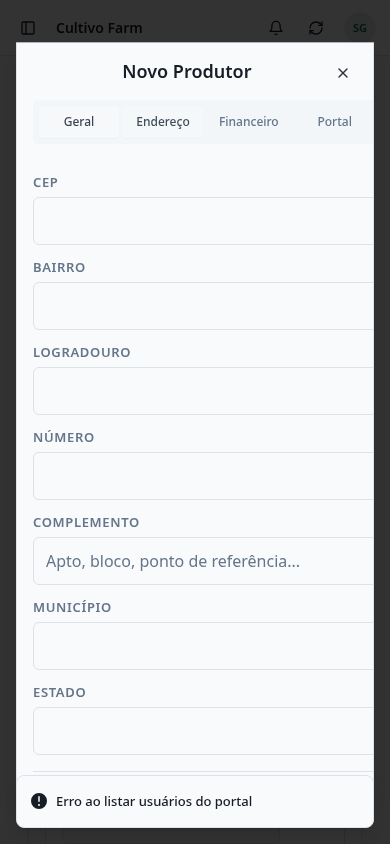 Cultivo Farm
SG
Novo Produtor
Geral Endereço Financeiro Portal
CEP
BAIRRO
LOGRADOURO
NÚMERO
COMPLEMENTO
Apto, bloco, ponto de referência...
MUNICÍPIO
ESTADO
Erro ao listar usuários do portal